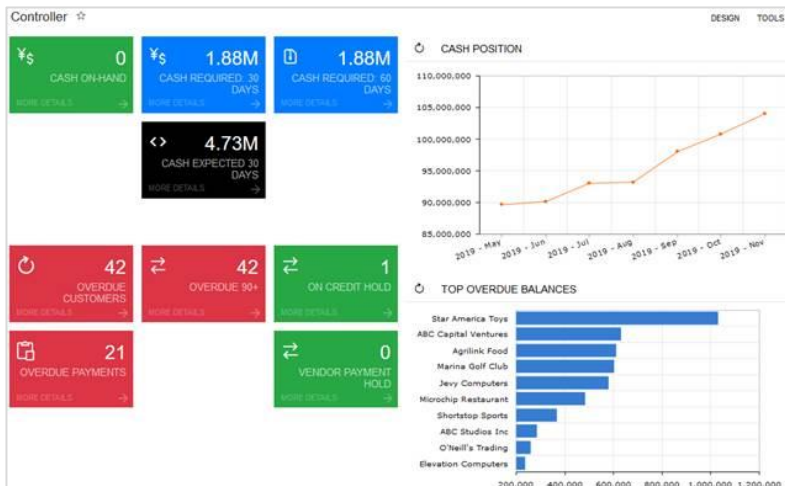 Controller ☆
DESIGN TOOLS
¥$ 0
CASH ON-HAND
MORE DETAILS
¥$ 1.88M
CASH REQUIRED: 30
DAYS
MORE DETAILS
1.88M
CASH REQUIRED: 60
DAYS
MORE DETAILS
4.73M
CASH EXPECTED 30
DAYS
MORE DETAILS
42
OVERDUE
CUSTOMERS
MORE DETAILS
42
OVERDUE 90+
MORE DETAILS
1
ON CREDIT HOLD
MORE DETAILS
21
OVERDUE PAYMENTS
MORE DETAILS
0
VENDOR PAYMENT
HOLD
MORE DETAILS
CASH POSITION
110,000,000
105,000,000
100,000,000
95,000,000
90,000,000
85,000,000
2019 - May 2019 - Jun 2019 - Jul 2019 - Aug 2019 - Sep 2019 - Oct 2019 - Nov
TOP OVERDUE BALANCES
Star America Toys
ABC Capital Ventures
Agrilink Food
Marina Golf Club
Jevy Computers
Microchip Restaurant
Shortstop Sports
ABC Studios Inc
O'Neill's Trading
Elevation Computers
200,000 400,000 600,000 800,000 1,000,000 1,200,000